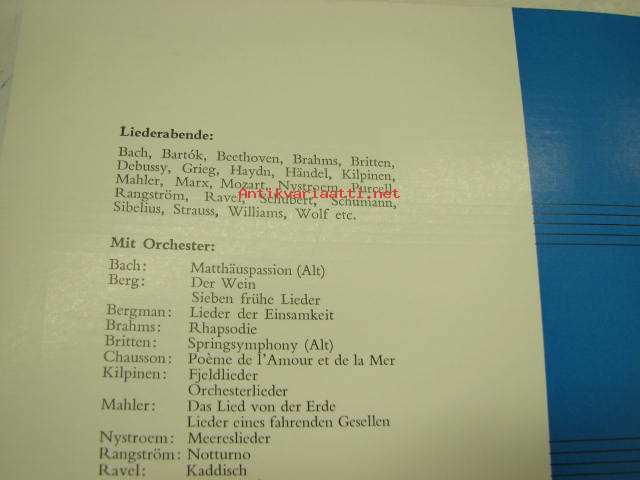 Liederabende:
Bach, Bartók, Beethoven, Brahms, Britten,
Debussy, Grieg, Haydn, Händel, Kilpinen,
Mahler, Marx, Mozart, Nystroem, Purcell,
Antikvariaatti.net
Rangström, Ravel, Schubert, Schumann,
Sibelius, Strauss, Williams, Wolf etc.
Mit Orchester:
Bach: Matthäuspassion (Alt)
Berg: Der Wein
Sieben frühe Lieder
Bergman: Lieder der Einsamkeit
Brahms: Rhapsodie
Britten: Springsymphony (Alt)
Chausson: Poème de l'Amour et de la Mer
Kilpinen: Fjeldlieder
Orchesterlieder
Mahler: Das Lied von der Erde
Lieder eines fahrenden Gesellen
Nystroem: Meereslieder
Rangström: Notturno
Ravel: Kaddisch